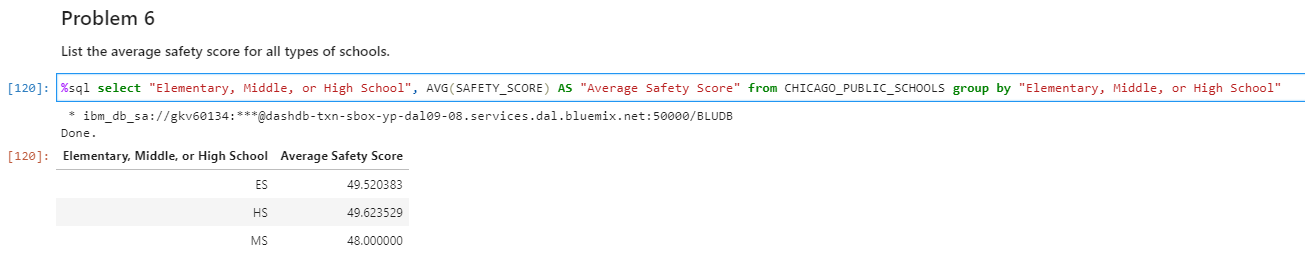 Problem 6
List the average safety score for all types of schools.
[120]: %sql select "Elementary, Middle, or High School", AVG(SAFETY_SCORE) AS "Average Safety Score" from CHICAGO_PUBLIC_SCHOOLS group by "Elementary, Middle, or High School"
* ibm_db_sa://gkv60134:***@dashdb-txn-sbox-yp-dal09-08.services.dal.bluemix.net:50000/BLUDB
Done.
[120]: Elementary, Middle, or High School Average Safety Score
ES 49.520383
HS 49.623529
MS 48.000000